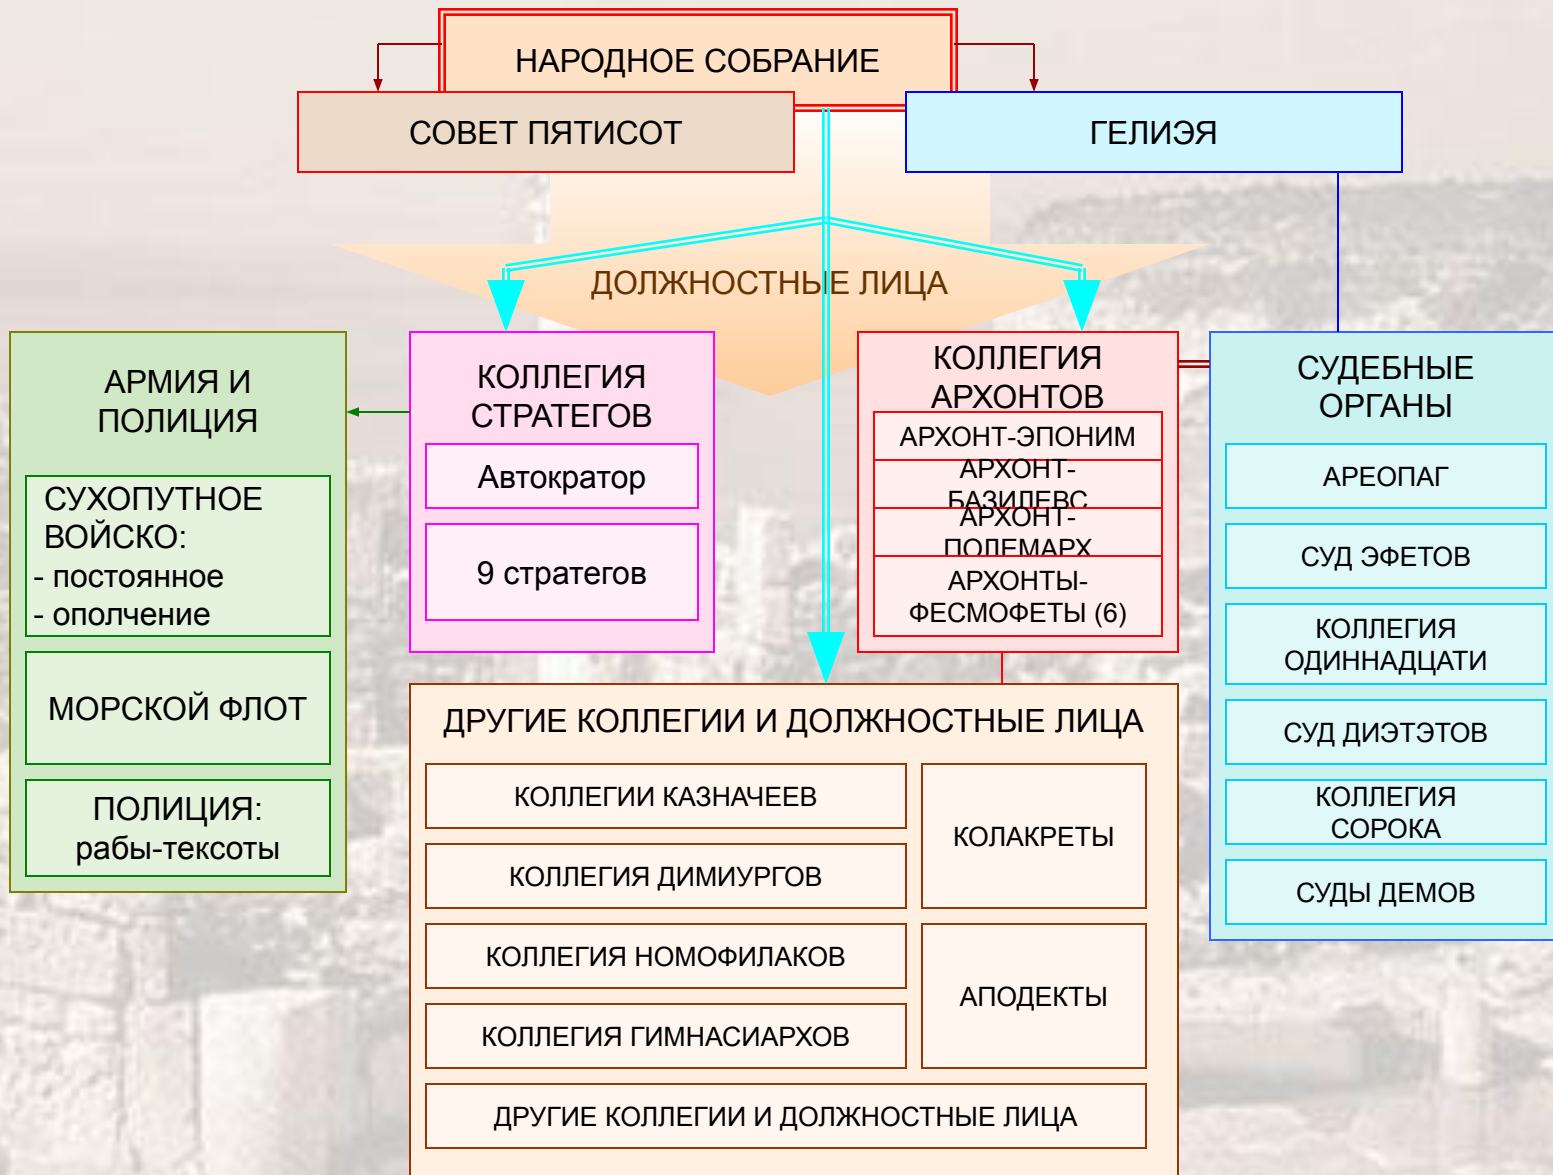 НАРОДНОЕ СОБРАНИЕ
СОВЕТ ПЯТИСОТ
ГЕЛИЭЯ
ДОЛЖНОСТНЫЕ ЛИЦА
АРМИЯ И
ПОЛИЦИЯ
СУХОПУТНОЕ
ВОЙСКО:
- постоянное
- ополчение
МОРСКОЙ ФЛОТ
ПОЛИЦИЯ:
рабы-тексоты
КОЛЛЕГИЯ
СТРАТЕГОВ
Автократор
9 стратегов
КОЛЛЕГИЯ
АРХОНТОВ
АРХОНТ-ЭПОНИМ
АРХОНТ-
БАЗИЛЕВС
АРХОНТ-
ПОЛЕМАРХ
АРХОНТЫ-
ФЕСМОФЕТЫ (6)
СУДЕБНЫЕ
ОРГАНЫ
АРЕОПАГ
СУД ЭФЕТОВ
КОЛЛЕГИЯ
ОДИННАДЦАТИ
СУД ДИЭТЭТОВ
КОЛЛЕГИЯ
СОРОКА
СУДЫ ДЕМОВ
ДРУГИЕ КОЛЛЕГИИ И ДОЛЖНОСТНЫЕ ЛИЦА
КОЛЛЕГИИ КАЗНАЧЕЕВ
КОЛЛЕГИЯ ДИМИУРГОВ
КОЛЛЕГИЯ НОМОФИЛАКОВ
КОЛЛЕГИЯ ГИМНАСИАРХОВ
КОЛАКРЕТЫ
АПОДЕКТЫ
ДРУГИЕ КОЛЛЕГИИ И ДОЛЖНОСТНЫЕ ЛИЦА